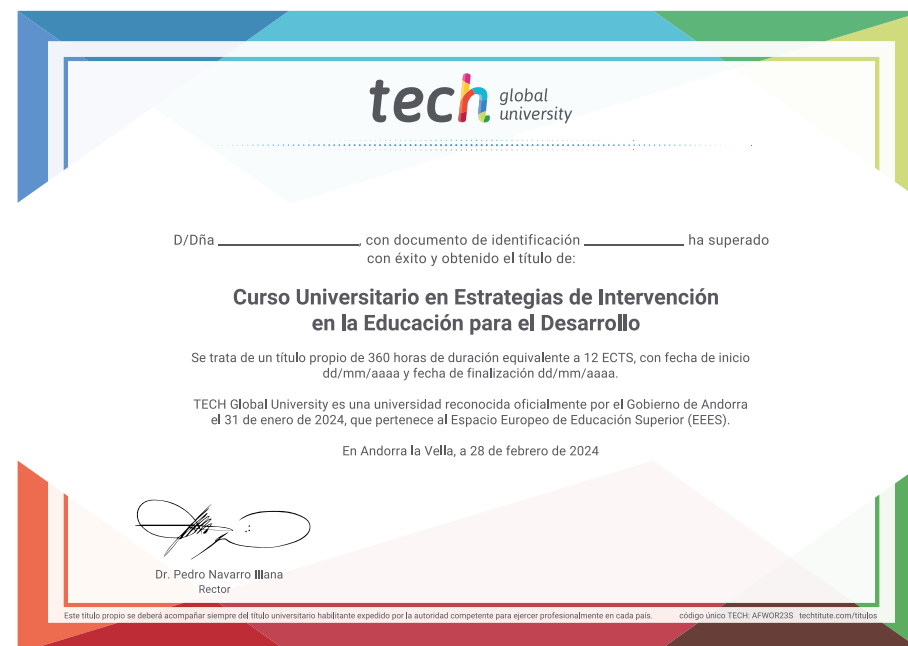 tech global university
D/Dña ____________________, con documento de identificación ______________ ha superado
con éxito y obtenido el título de:
Curso Universitario en Estrategias de Intervención
en la Educación para el Desarrollo
Se trata de un título propio de 360 horas de duración equivalente a 12 ECTS, con fecha de inicio
dd/mm/aaaa y fecha de finalización dd/mm/aaaa.
TECH Global University es una universidad reconocida oficialmente por el Gobierno de Andorra
el 31 de enero de 2024, que pertenece al Espacio Europeo de Educación Superior (EEES).
En Andorra la Vella, a 28 de febrero de 2024
Dr. Pedro Navarro Illana
Rector
Este título propio se deberá acompañar siempre del título universitario habilitante expedido por la autoridad competente para ejercer profesionalmente en cada país. código único TECH: AFWOR23S techtitute.com/titulos